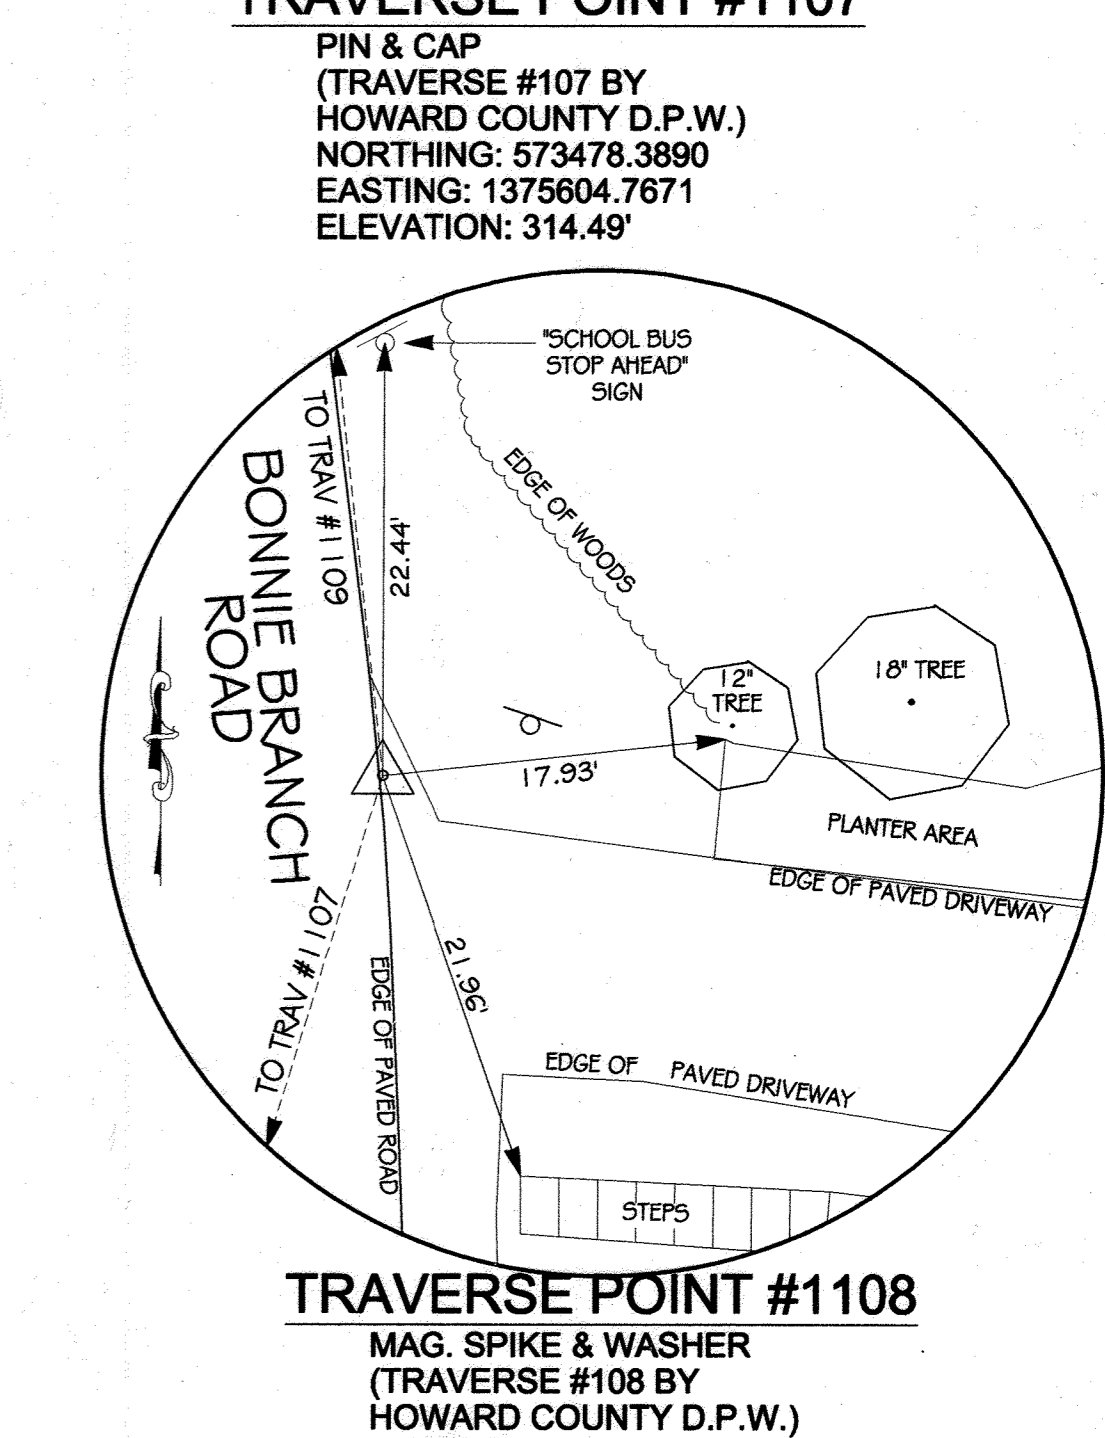 TRAVERSE POINT #1107
PIN & CAP
(TRAVERSE #107 BY
HOWARD COUNTY D.P.W.)
NORTHING: 573478.3890
EASTING: 1375604.7671
ELEVATION: 314.49'
"SCHOOL BUS
STOP AHEAD"
SIGN
TO TRAV #1109
22.44'
EDGE OF WOODS
BONNIE BRANCH
ROAD
12"
TREE
18" TREE
17.93'
PLANTER AREA
EDGE OF PAVED DRIVEWAY
TO TRAV #1107
21.96'
EDGE OF PAVED ROAD
EDGE OF PAVED DRIVEWAY
STEPS
TRAVERSE POINT #1108
MAG. SPIKE & WASHER
(TRAVERSE #108 BY
HOWARD COUNTY D.P.W.)